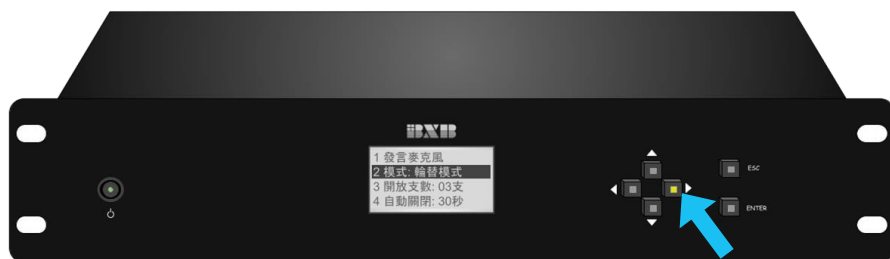 BXB
1 發言麥克風
2 模式: 輪替模式
3 開放支數: 03支
4 自動關閉: 30秒
ESC
ENTER